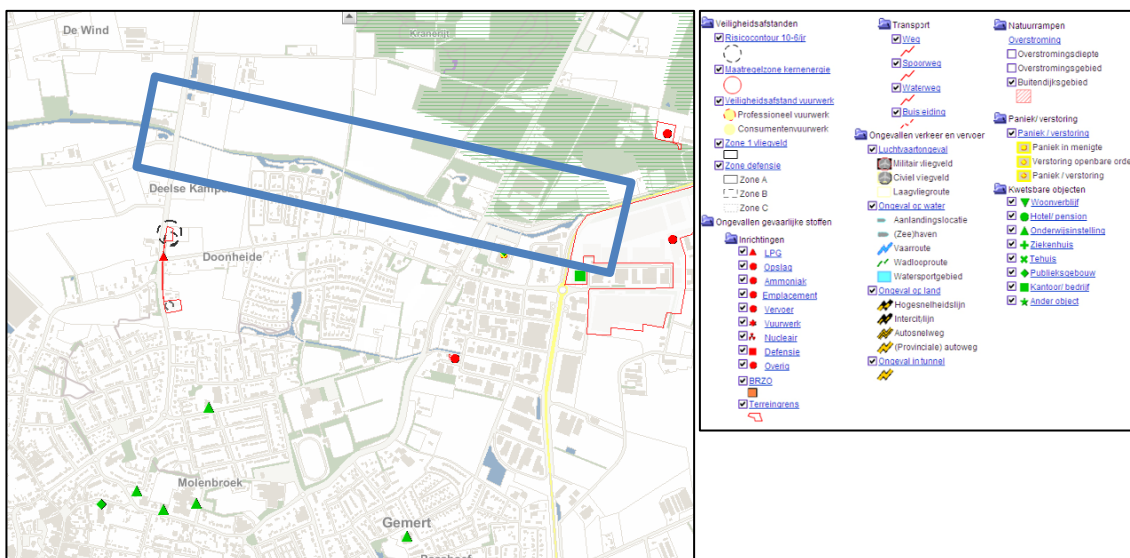 De Wind
Kranerijt
Deelse Kamp
Doonheide
Molenbroek
Gemert
Veiligheidsafstanden
Risicocontour 10-6/jr
Maatregelzone kernenergie
Veiligheidsafstand vuurwerk
Professioneel vuurwerk
Consumentenvuurwerk
Zone 1 vliegveld
Zone defensie
Zone A
Zone B
Zone C
Ongevallen gevaarlijke stoffen
Inrichtingen
LPG
Opslag
Ammoniak
Emplacement
Vervoer
Vuurwerk
Nucleair
Defensie
Overig
BRZO
Terreingrens
Transport
Weg
Spoorweg
Waterweg
Buisleiding
Ongevallen verkeer en vervoer
Luchtvaartongeval
Militair vliegveld
Civiel vliegveld
Laagvliegroute
Ongeval op water
Aanlandingslocatie
(Zee)haven
Vaarroute
Wadlooproute
Watersportgebied
Ongeval op land
Hogesnelheidslijn
Intercitylijn
Autosnelweg
(Provinciale) autoweg
Ongeval in tunnel
Natuurrampen
Overstroming
Overstromingsdiepte
Overstromingsgebied
Buitendijksgebied
Paniek/ verstoring
Paniek / verstoring
Paniek in menigte
Verstoring openbare orde
Paniek / verstoring
Kwetsbare objecten
Woonverblijf
Hotel/ pension
Onderwijsinstelling
Ziekenhuis
Tehuis
Publieksgebouw
Kantoor/ bedrijf
Ander object